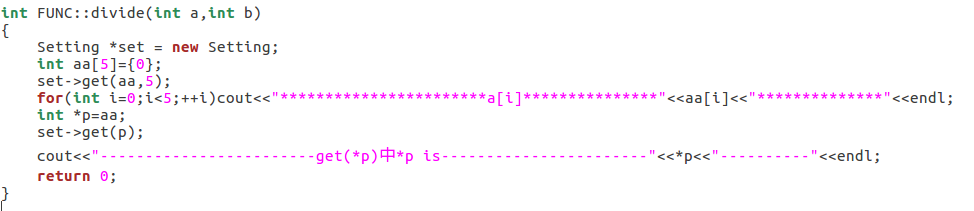 int FUNC::divide(int a,int b)
{
    Setting *set = new Setting;
    int aa[5]={0};
    set->get(aa,5);
    for(int i=0;i<5;++i)cout<<"***********************a[i]***************"<<aa[i]<<"**************"<<endl;
    int *p=aa;
    set->get(p);
    cout<<"------------------------get(*p)中*p is-----------------------"<<*p<<"----------"<<endl;
    return 0;
}